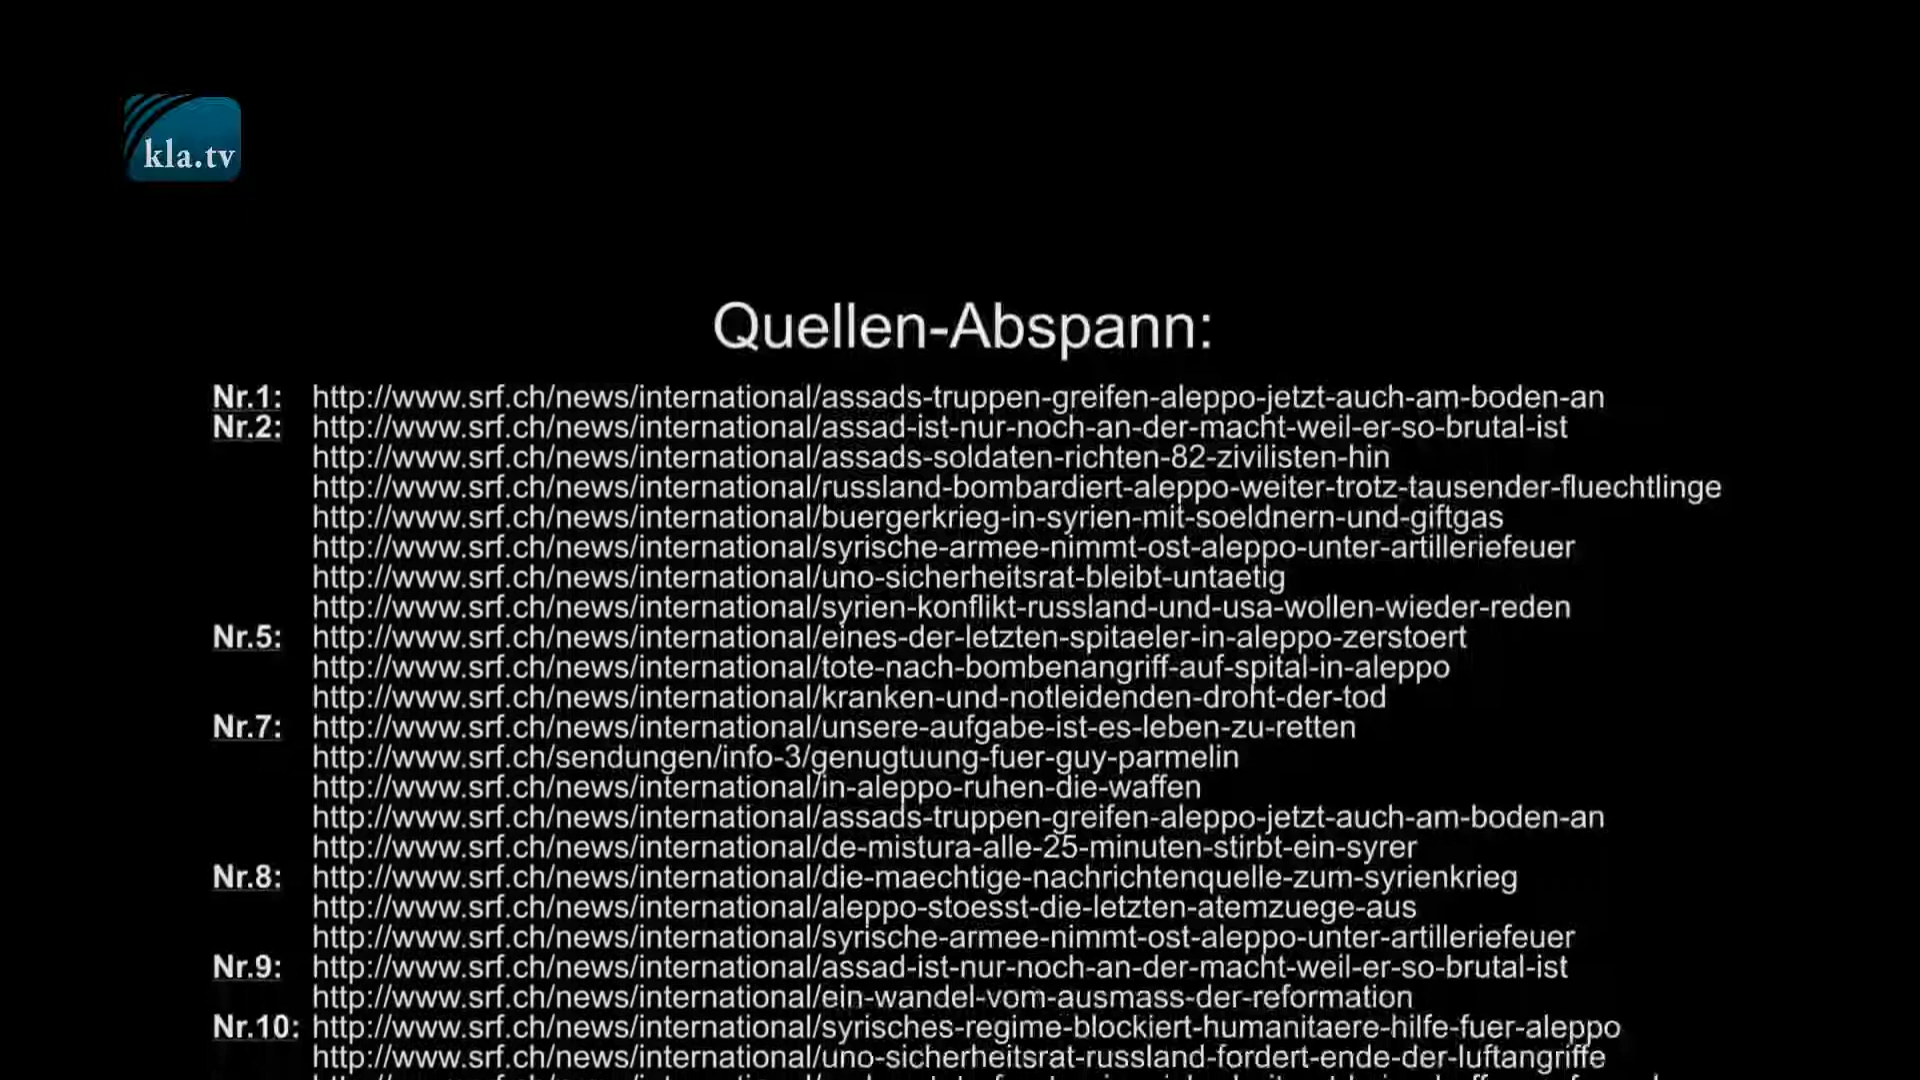 kla.tv
Quellen-Abspann:
Nr.1: http://www.srf.ch/news/international/assads-truppen-greifen-aleppo-jetzt-auch-am-boden-an
Nr.2: http://www.srf.ch/news/international/assad-ist-nur-noch-an-der-macht-weil-er-so-brutal-ist
http://www.srf.ch/news/international/assads-soldaten-richten-82-zivilisten-hin
http://www.srf.ch/news/international/russland-bombardiert-aleppo-weiter-trotz-tausender-fluechtlinge
http://www.srf.ch/news/international/buergerkrieg-in-syrien-mit-soeldnern-und-giftgas
http://www.srf.ch/news/international/syrische-armee-nimmt-ost-aleppo-unter-artilleriefeuer
http://www.srf.ch/news/international/uno-sicherheitsrat-bleibt-untaetig
http://www.srf.ch/news/international/syrien-konflikt-russland-und-usa-wollen-wieder-reden
Nr.5: http://www.srf.ch/news/international/eines-der-letzten-spitaeler-in-aleppo-zerstoert
http://www.srf.ch/news/international/tote-nach-bombenangriff-auf-spital-in-aleppo
http://www.srf.ch/news/international/kranken-und-notleidenden-droht-der-tod
Nr.7: http://www.srf.ch/news/international/unsere-aufgabe-ist-es-leben-zu-retten
http://www.srf.ch/sendungen/info-3/genugtuung-fuer-guy-parmelin
http://www.srf.ch/news/international/in-aleppo-ruhen-die-waffen
http://www.srf.ch/news/international/assads-truppen-greifen-aleppo-jetzt-auch-am-boden-an
http://www.srf.ch/news/international/de-mistura-alle-25-minuten-stirbt-ein-syrer
Nr.8: http://www.srf.ch/news/international/die-maechtige-nachrichtenquelle-zum-syrienkrieg
http://www.srf.ch/news/international/aleppo-stoesst-die-letzten-atemzuege-aus
http://www.srf.ch/news/international/syrische-armee-nimmt-ost-aleppo-unter-artilleriefeuer
Nr.9: http://www.srf.ch/news/international/assad-ist-nur-noch-an-der-macht-weil-er-so-brutal-ist
http://www.srf.ch/news/international/ein-wandel-vom-ausmass-der-reformation
Nr.10: http://www.srf.ch/news/international/syrisches-regime-blockiert-humanitaere-hilfe-fuer-aleppo
http://www.srf.ch/news/international/uno-sicherheitsrat-russland-fordert-ende-der-luftangriffe